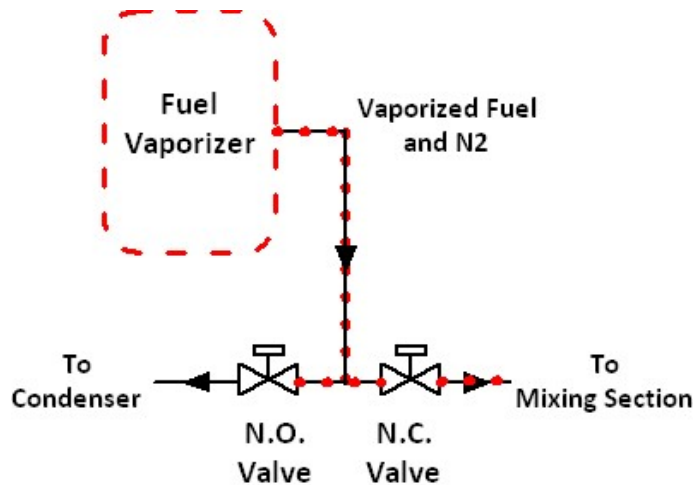 Fuel
Vaporizer
Vaporized Fuel
and N2
To
Condenser
To
Mixing Section
N.O.
Valve
N.C.
Valve